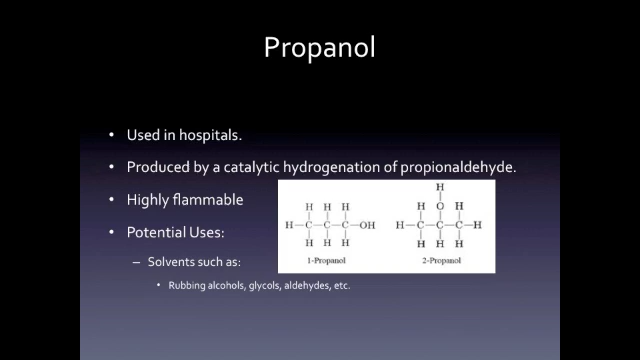 Propanol
• Used in hospitals.
• Produced by a catalytic hydrogenation of propionaldehyde.
• Highly flammable
• Potential Uses:
– Solvents such as:
• Rubbing alcohols, glycols, aldehydes, etc.
H
H H H
H O H
H—C—C—C—OH
H—C—C—C—H
H H H
H H H
1-Propanol
2-Propanol